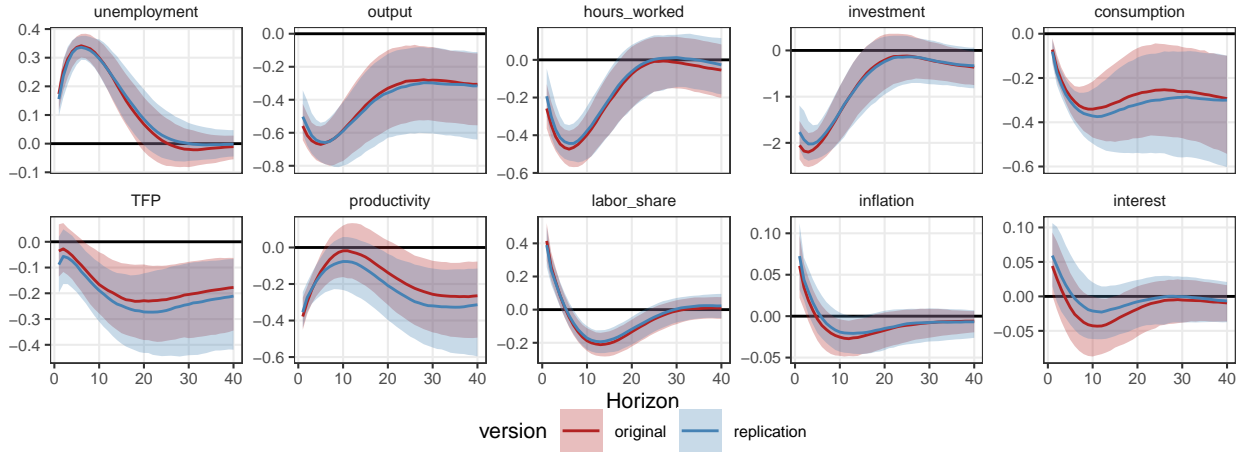 unemployment output hours_worked investment consumption
0.4 0.0 0.0 0 0.0
0.3 −0.2 −0.2 −1 −0.2
0.2 −0.4 −0.4 −2 −0.4
0.1 −0.6 −0.6 −0.6
0.0 −0.8
−0.1
TFP productivity labor_share inflation interest
0.0 0.0 0.4 0.10 0.10
−0.1 −0.2 0.2 0.05 0.05
−0.2 −0.4 0.0 0.00 0.00
−0.3 −0.6 −0.2 −0.05 −0.05
−0.4
0 10 20 30 40 0 10 20 30 40 0 10 20 30 40 0 10 20 30 40 0 10 20 30 40
Horizon
version original replication